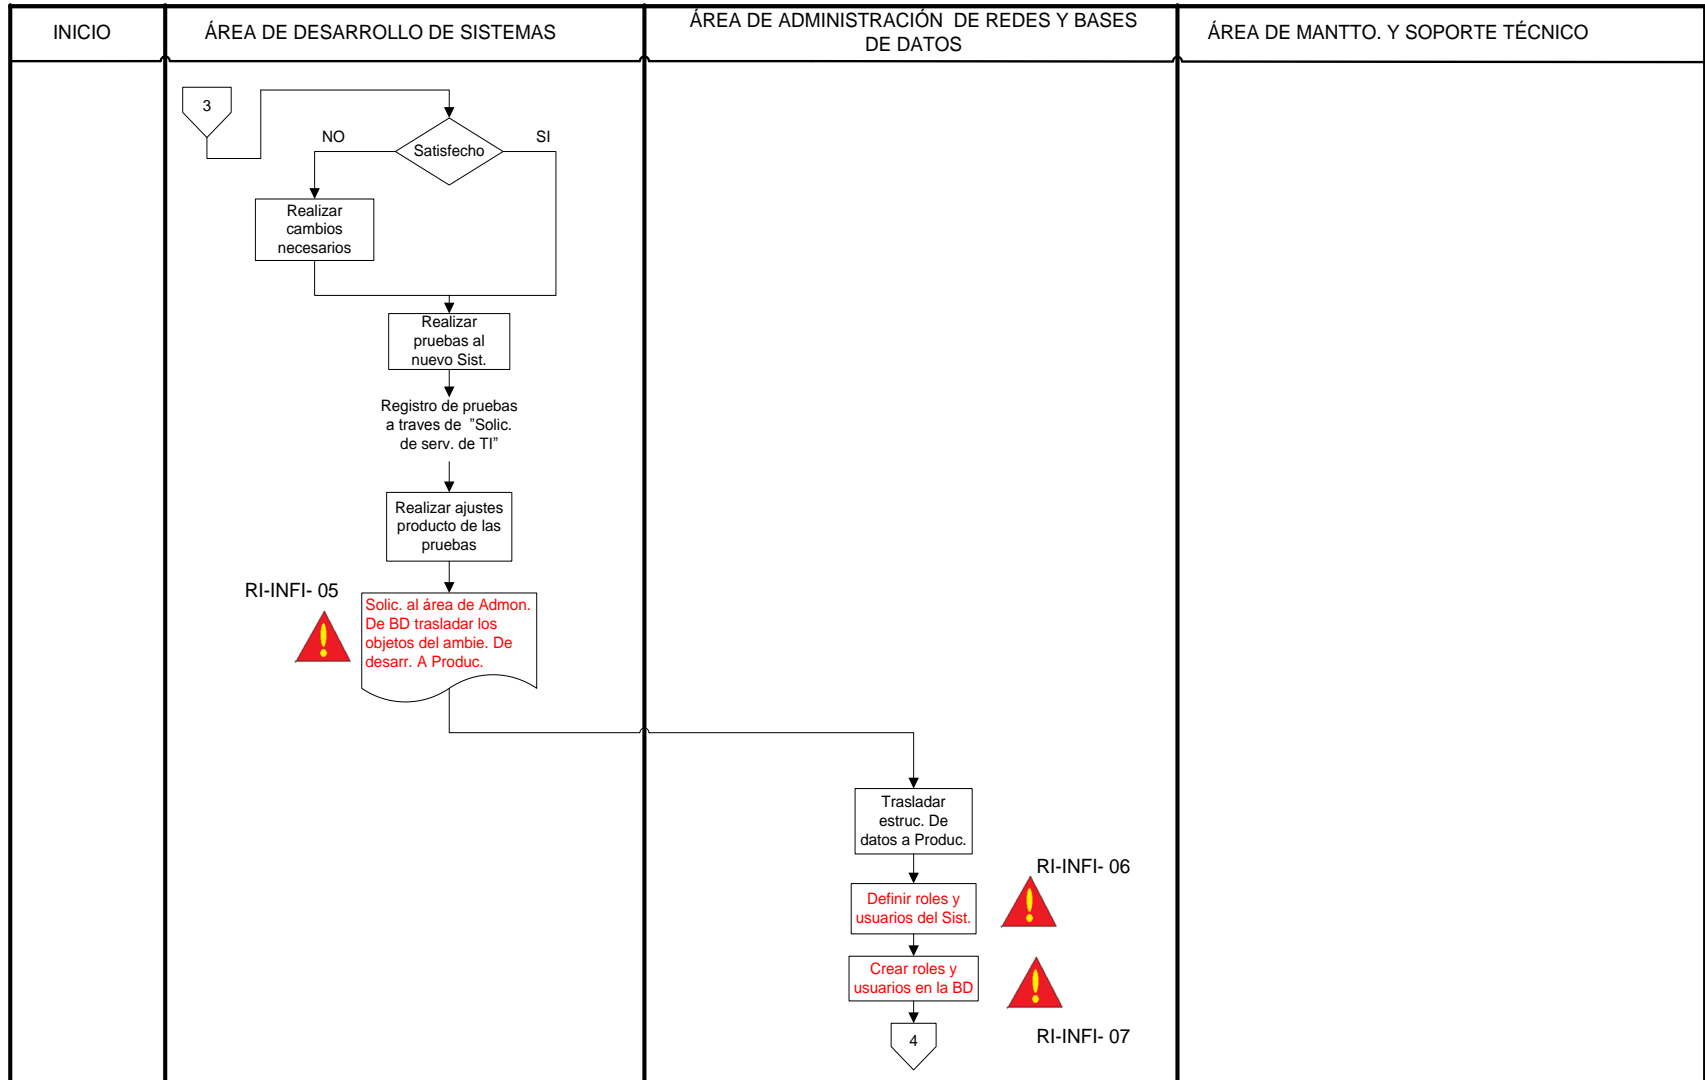 INICIO
ÁREA DE DESARROLLO DE SISTEMAS
ÁREA DE ADMINISTRACIÓN DE REDES Y BASES
DE DATOS
ÁREA DE MANTTO. Y SOPORTE TÉCNICO
3
NO
SI
Satisfecho
Realizar
cambios
necesarios
Realizar
pruebas al
nuevo Sist.
Registro de pruebas
a traves de ”Solic.
de serv. de TI”
Realizar ajustes
producto de las
pruebas
RI-INFI- 05
Solic. al área de Admon.
De BD trasladar los
objetos del ambie. De
desarr. A Produc.
Trasladar
estruc. De
datos a Produc.
RI-INFI- 06
Definir roles y
usuarios del Sist.
Crear roles y
usuarios en la BD
4
RI-INFI- 07